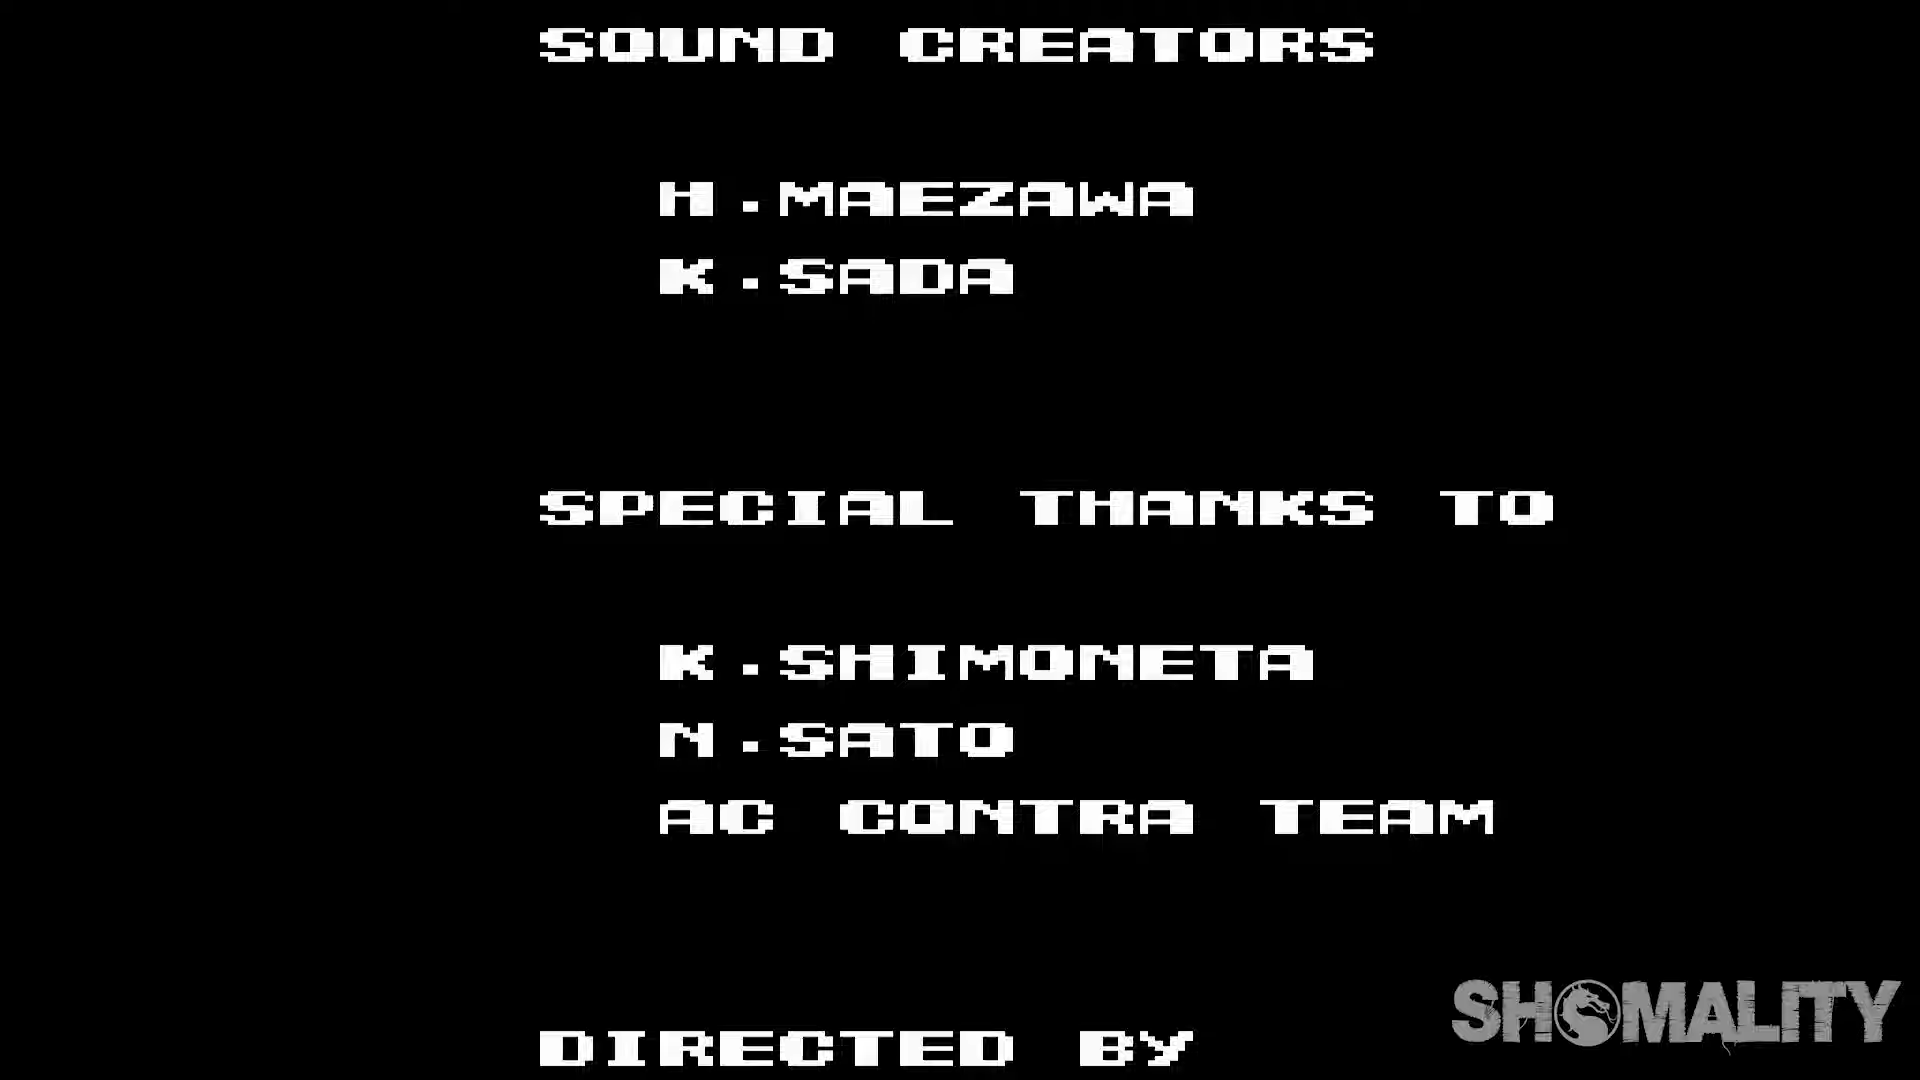 SOUND CREATORS
H.MAEZAWA
K.SADA
SPECIAL THANKS TO
K.SHIMONETA
N.SATO
AC CONTRA TEAM
DIRECTED BY
SHOMALITY